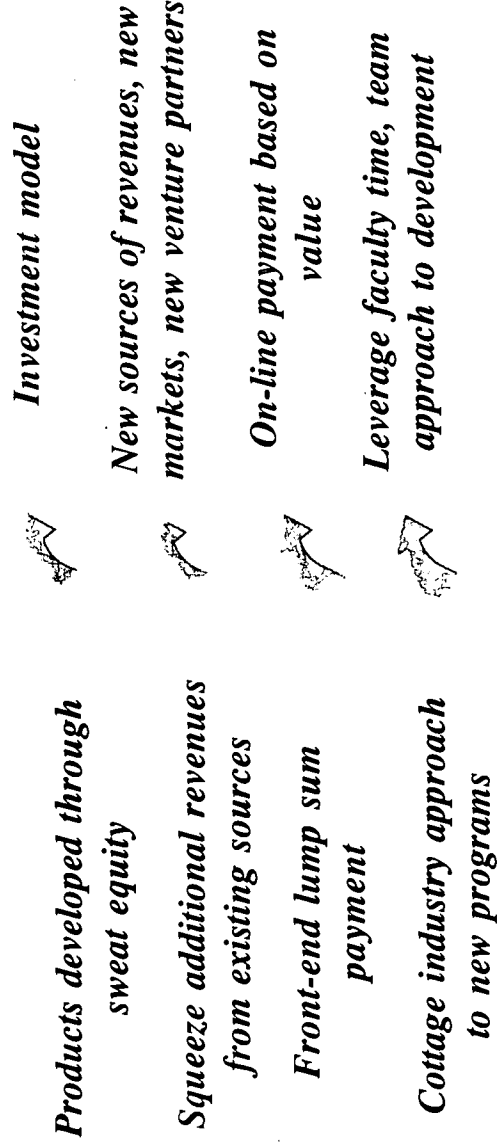 Products developed through
sweat equity
Investment model
Squeeze additional revenues
from existing sources
New sources of revenues, new
markets, new venture partners
Front-end lump sum
payment
On-line payment based on
value
Cottage industry approach
to new programs
Leverage faculty time, team
approach to development